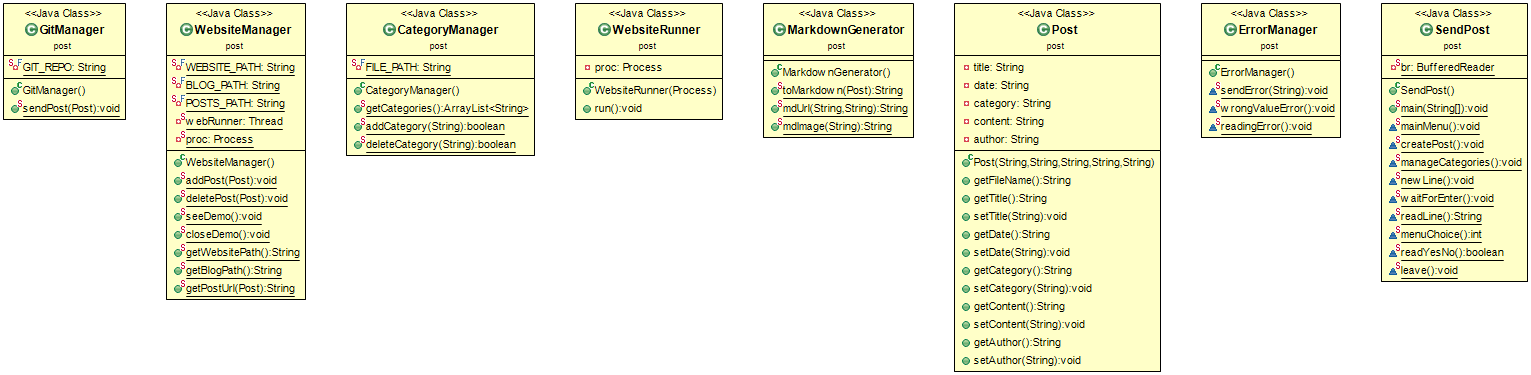 <<Java Class>>
GitManager
post
GIT_REPO: String
GitManager()
sendPost(Post):void
<<Java Class>>
WebsiteManager
post
WEBSITE_PATH: String
BLOG_PATH: String
POSTS_PATH: String
webRunner: Thread
proc: Process
WebsiteManager()
addPost(Post):void
deletePost(Post):void
seeDemo():void
closeDemo():void
getWebsitePath():String
getBlogPath():String
getPostUrl(Post):String
<<Java Class>>
CategoryManager
post
FILE_PATH: String
CategoryManager()
getCategories():ArrayList<String>
addCategory(String):boolean
deleteCategory(String):boolean
<<Java Class>>
WebsiteRunner
post
proc: Process
WebsiteRunner(Process)
run():void
<<Java Class>>
MarkdownGenerator
post
MarkdownGenerator()
toMarkdown(Post):String
mdUrl(String,String):String
mdImage(String):String
<<Java Class>>
Post
post
title: String
date: String
category: String
content: String
author: String
Post(String,String,String,String,String)
getFileName():String
getTitle():String
setTitle(String):void
getDate():String
setDate(String):void
getCategory():String
setCategory(String):void
getContent():String
setContent(String):void
getAuthor():String
setAuthor(String):void
<<Java Class>>
ErrorManager
post
ErrorManager()
sendError(String):void
wrongValueError():void
readingError():void
<<Java Class>>
SendPost
post
br: BufferedReader
SendPost()
main(String[]):void
mainMenu():void
createPost():void
manageCategories():void
newLine():void
waitForEnter():void
readLine():String
menuChoice():int
readYesNo():boolean
leave():void